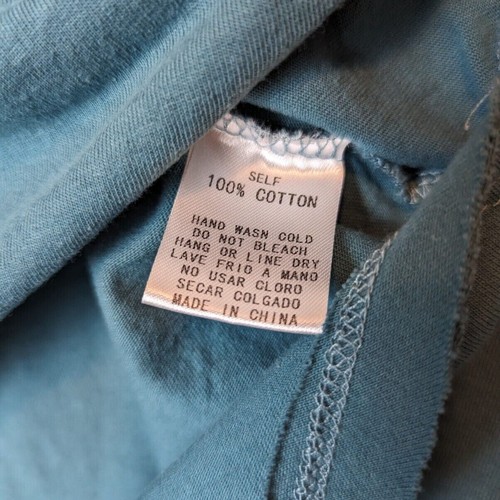 SELF
100% COTTON
HAND WASN COLD
DO NOT BLEACH
HANG OR LINE DRY
LAVE FRIO A MANO
NO USAR CLORO
SECAR COLGADO
MADE IN CHINA